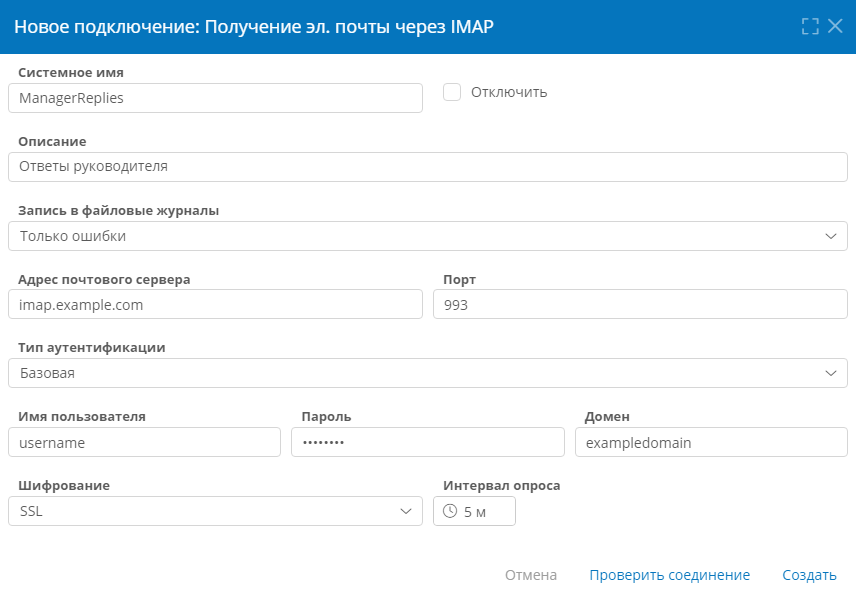 Новое подключение: Получение эл. почты через IMAP
Системное имя
ManagerReplies
Отключить
Описание
Ответы руководителя
Запись в файловые журналы
Только ошибки
Адрес почтового сервера Порт
imap.example.com 993
Тип аутентификации
Базовая
Имя пользователя Пароль Домен
username •••••••• exampledomain
Шифрование Интервал опроса
SSL 5 м
Отмена Проверить соединение Создать